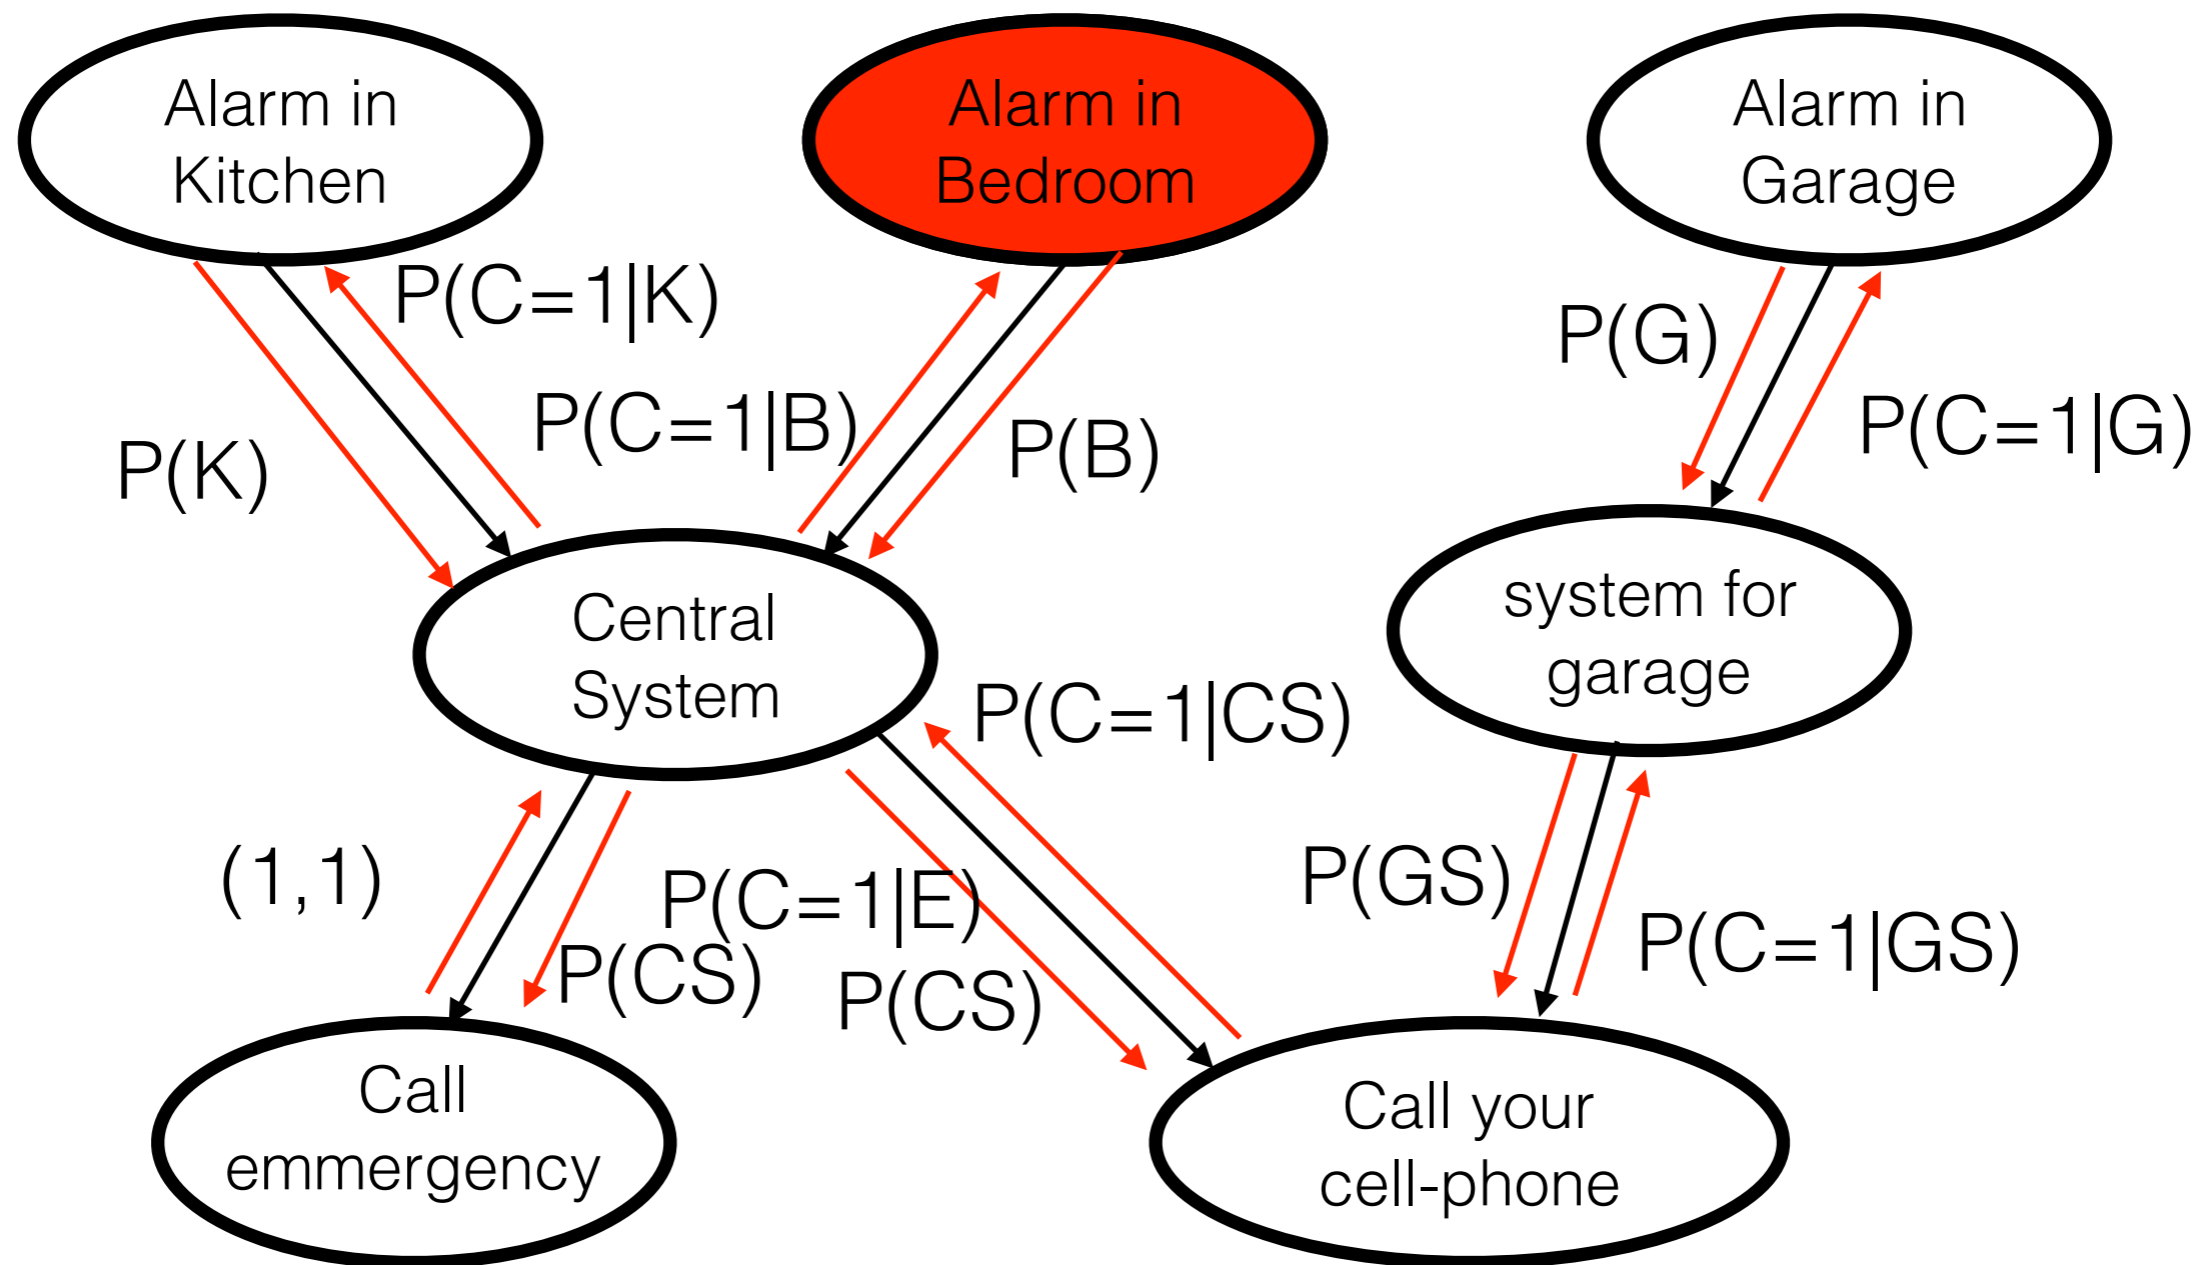 Alarm in
Kitchen
Alarm in
Bedroom
Alarm in
Garage
P(C=1|K)
P(G)
P(C=1|B)
P(B)
P(C=1|G)
P(K)
Central
System
system for
garage
P(C=1|CS)
(1,1)
P(C=1|E)
P(GS)
P(C=1|GS)
P(CS)
P(CS)
Call
emmergency
Call your
cell-phone